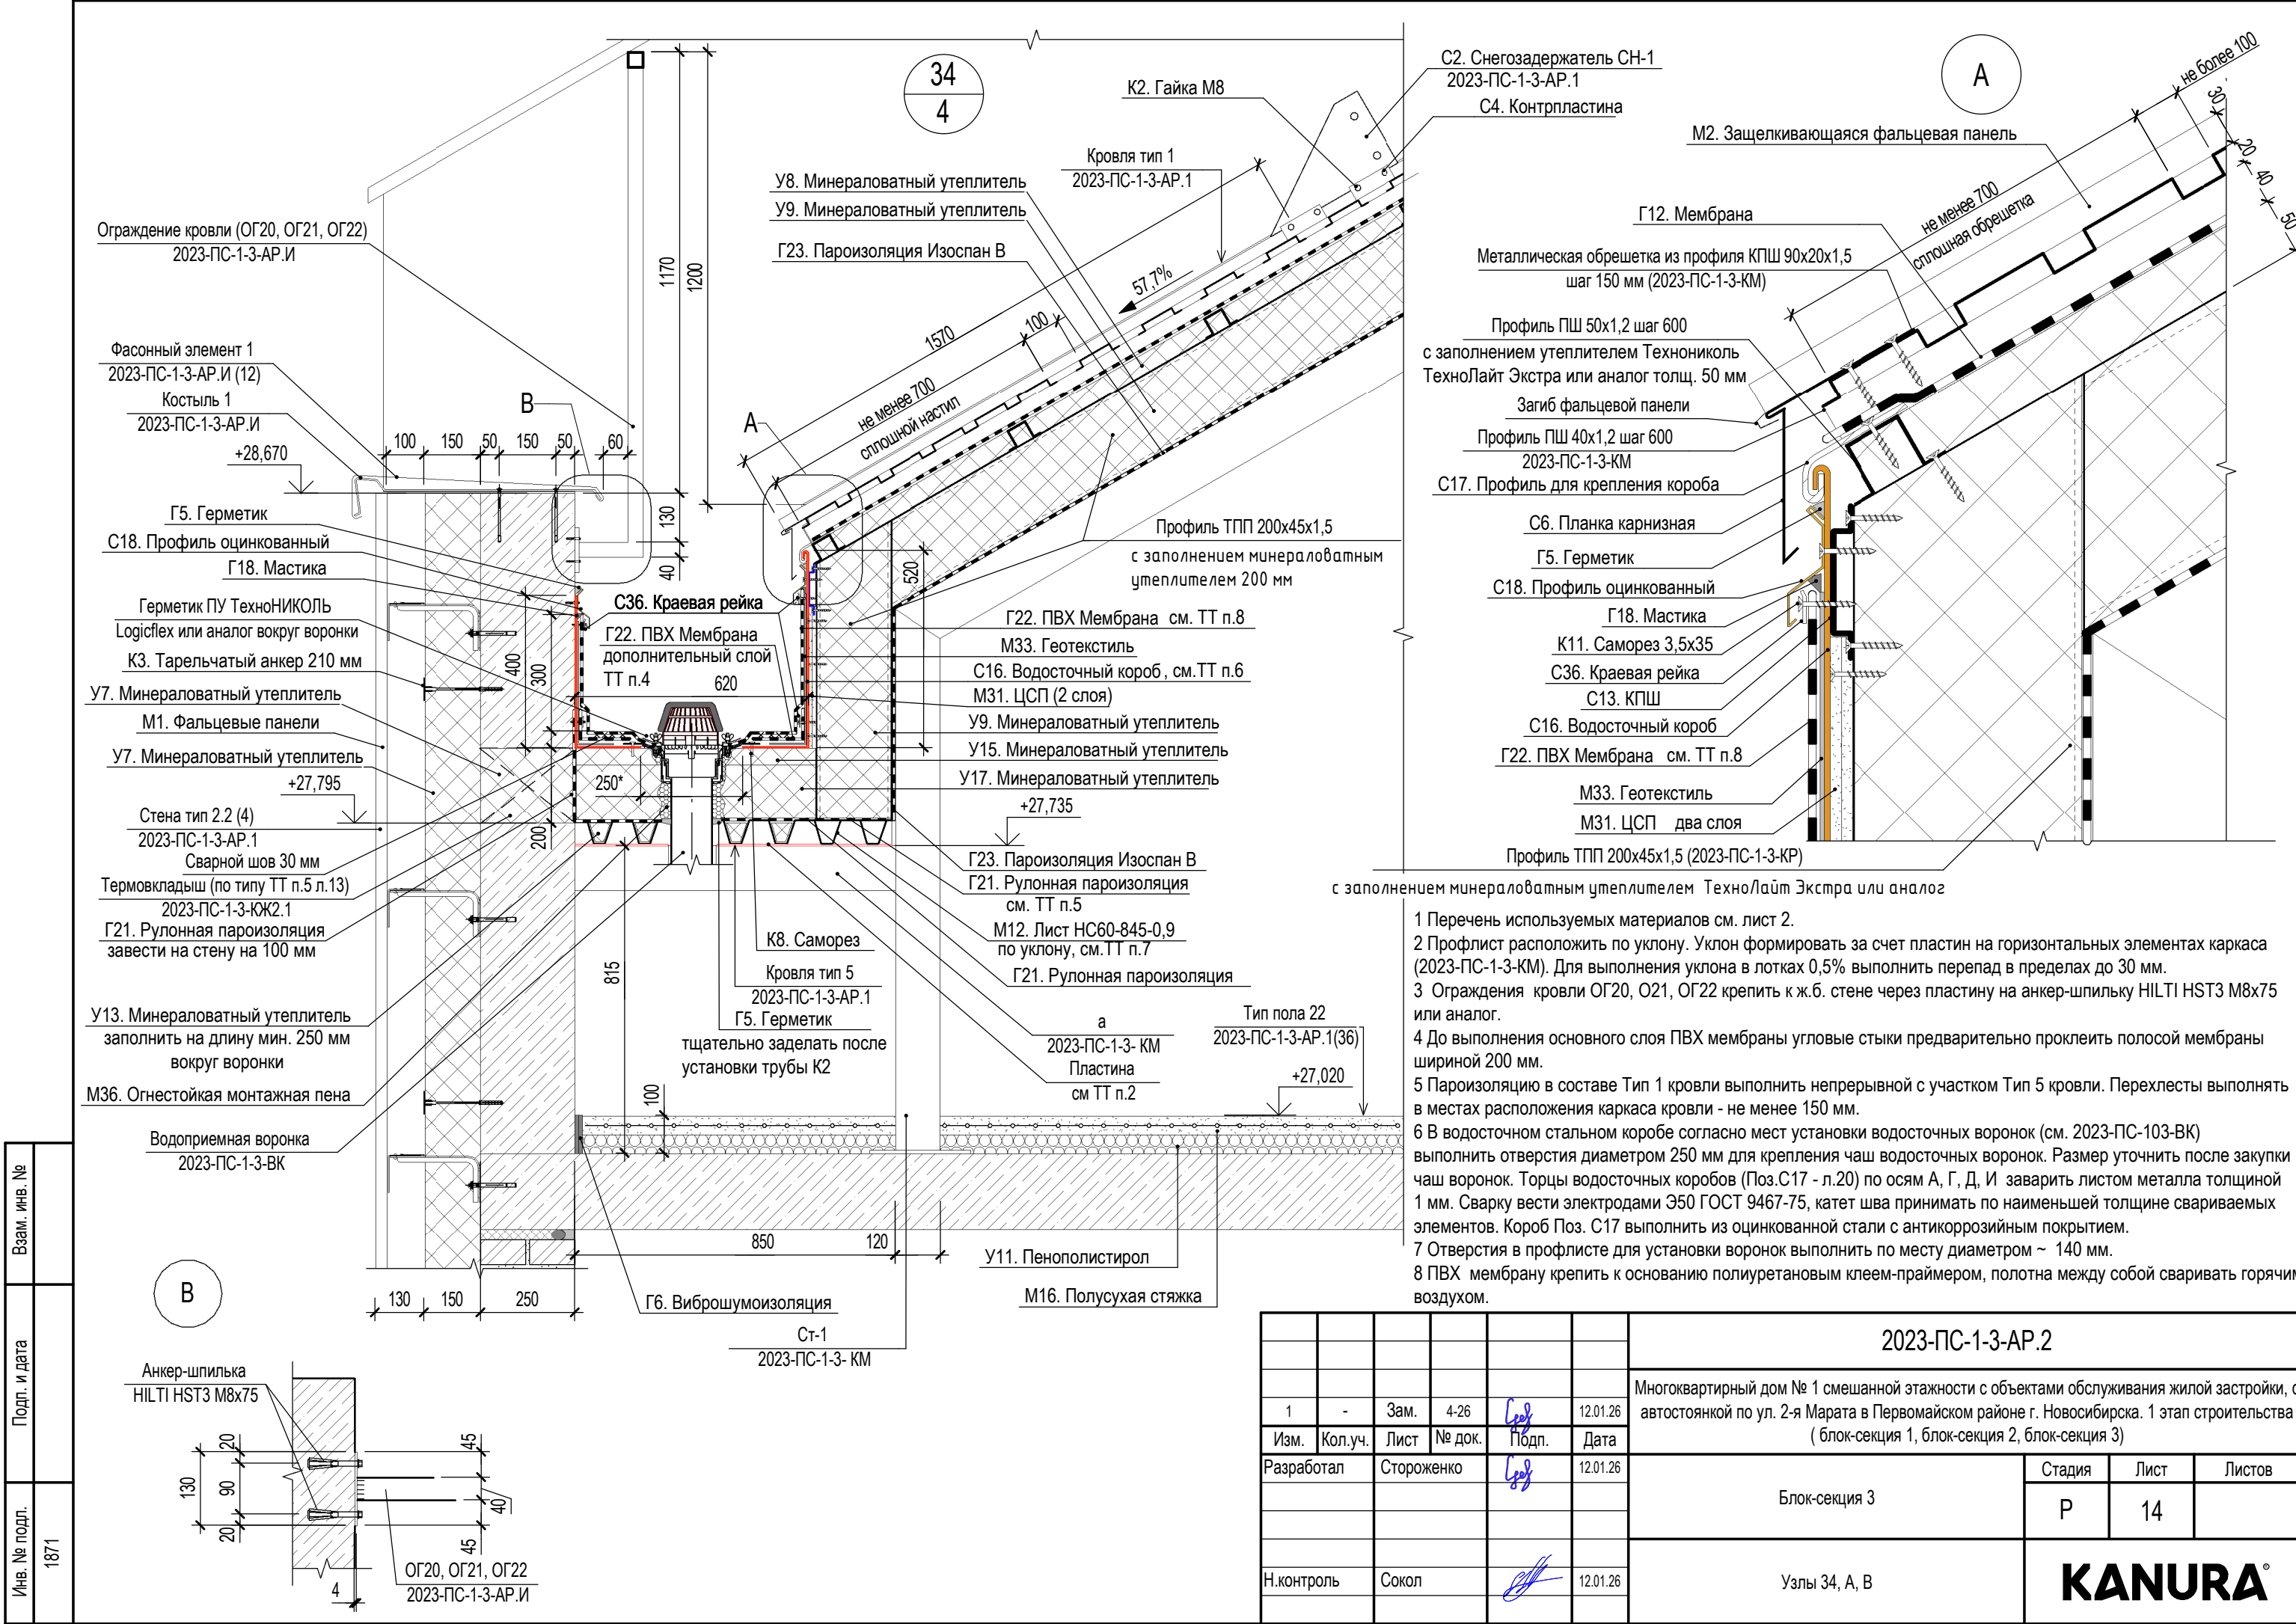 34
4
А
С2. Снегозадержатель СН-1
2023-ПС-1-3-АР.1
К2. Гайка М8
С4. Контрпластина
Кровля тип 1
2023-ПС-1-3-АР.1
У8. Минераловатный утеплитель
У9. Минераловатный утеплитель
Г23. Пароизоляция Изоспан В
57,7%
1170
1200
1570
100
не менее 700
сплошной настил
Ограждение кровли (ОГ20, ОГ21, ОГ22)
2023-ПС-1-3-АР.И
Фасонный элемент 1
2023-ПС-1-3-АР.И (12)
Костыль 1
2023-ПС-1-3-АР.И
+28,670
100
150
50
150
50
60
В
А
130
40
Г5. Герметик
С18. Профиль оцинкованный
Г18. Мастика
Герметик ПУ ТехноНИКОЛЬ
Logicflex или аналог вокруг воронки
К3. Тарельчатый анкер 210 мм
У7. Минераловатный утеплитель
М1. Фальцевые панели
У7. Минераловатный утеплитель
+27,795
Стена тип 2.2 (4)
2023-ПС-1-3-АР.1
Сварной шов 30 мм
Термовкладыш (по типу ТТ п.5 л.13)
2023-ПС-1-3-КЖ2.1
Г21. Рулонная пароизоляция
завести на стену на 100 мм
У13. Минераловатный утеплитель
заполнить на длину мин. 250 мм
вокруг воронки
М36. Огнестойкая монтажная пена
Водоприемная воронка
2023-ПС-1-3-ВК
С36. Краевая рейка
Г22. ПВХ Мембрана
дополнительный слой
ТТ п.4
620
400
300
200
250*
520
815
100
Профиль ТПП 200х45х1,5
с заполнением минераловатным
утеплителем 200 мм
Г22. ПВХ Мембрана см. ТТ п.8
М33. Геотекстиль
С16. Водосточный короб , см.ТТ п.6
М31. ЦСП (2 слоя)
У9. Минераловатный утеплитель
У15. Минераловатный утеплитель
У17. Минераловатный утеплитель
+27,735
Г23. Пароизоляция Изоспан В
Г21. Рулонная пароизоляция
см. ТТ п.5
М12. Лист НС60-845-0,9
по уклону, см.ТТ п.7
Г21. Рулонная пароизоляция
К8. Саморез
Кровля тип 5
2023-ПС-1-3-АР.1
Г5. Герметик
тщательно заделать после
установки трубы К2
а
2023-ПС-1-3- КМ
Пластина
см ТТ п.2
Тип пола 22
2023-ПС-1-3-АР.1(36)
+27,020
850
120
У11. Пенополистирол
М16. Полусухая стяжка
Г6. Виброшумоизоляция
Ст-1
2023-ПС-1-3- КМ
130
150
250
В
Анкер-шпилька
HILTI HST3 М8х75
130
20
90
20
45
40
45
4
ОГ20, ОГ21, ОГ22
2023-ПС-1-3-АР.И
не более 100
30
20
40
50
М2. Защелкивающаяся фальцевая панель
не менее 700
сплошная обрешетка
Г12. Мембрана
Металлическая обрешетка из профиля КПШ 90х20х1,5
шаг 150 мм (2023-ПС-1-3-КМ)
Профиль ПШ 50х1,2 шаг 600
с заполнением утеплителем Технониколь
ТехноЛайт Экстра или аналог толщ. 50 мм
Загиб фальцевой панели
Профиль ПШ 40х1,2 шаг 600
2023-ПС-1-3-КМ
С17. Профиль для крепления короба
С6. Планка карнизная
Г5. Герметик
С18. Профиль оцинкованный
Г18. Мастика
К11. Саморез 3,5х35
С36. Краевая рейка
С13. КПШ
С16. Водосточный короб
Г22. ПВХ Мембрана см. ТТ п.8
М33. Геотекстиль
М31. ЦСП два слоя
Профиль ТПП 200х45х1,5 (2023-ПС-1-3-КР)
с заполнением минераловатным утеплителем ТехноЛайт Экстра или аналог
1 Перечень используемых материалов см. лист 2.
2 Профлист расположить по уклону. Уклон формировать за счет пластин на горизонтальных элементах каркаса
(2023-ПС-1-3-КМ). Для выполнения уклона в лотках 0,5% выполнить перепад в пределах до 30 мм.
3 Ограждения кровли ОГ20, О21, ОГ22 крепить к ж.б. стене через пластину на анкер-шпильку HILTI HST3 М8х75
или аналог.
4 До выполнения основного слоя ПВХ мембраны угловые стыки предварительно проклеить полосой мембраны
шириной 200 мм.
5 Пароизоляцию в составе Тип 1 кровли выполнить непрерывной с участком Тип 5 кровли. Перехлесты выполнять
в местах расположения каркаса кровли - не менее 150 мм.
6 В водосточном стальном коробе согласно мест установки водосточных воронок (см. 2023-ПС-103-ВК)
выполнить отверстия диаметром 250 мм для крепления чаш водосточных воронок. Размер уточнить после закупки
чаш воронок. Торцы водосточных коробов (Поз.С17 - л.20) по осям А, Г, Д, И заварить листом металла толщиной
1 мм. Сварку вести электродами Э50 ГОСТ 9467-75, катет шва принимать по наименьшей толщине свариваемых
элементов. Короб Поз. С17 выполнить из оцинкованной стали с антикоррозийным покрытием.
7 Отверстия в профлисте для установки воронок выполнить по месту диаметром ~ 140 мм.
8 ПВХ мембрану крепить к основанию полиуретановым клеем-праймером, полотна между собой сваривать горячим
воздухом.
2023-ПС-1-3-АР.2
Многоквартирный дом № 1 смешанной этажности с объектами обслуживания жилой застройки, с
автостоянкой по ул. 2-я Марата в Первомайском районе г. Новосибирска. 1 этап строительства
( блок-секция 1, блок-секция 2, блок-секция 3)
1 - Зам. 4-26 12.01.26
Изм. Кол.уч. Лист № док. Подп. Дата
Разработал Стороженко 12.01.26
Блок-секция 3
Стадия Лист Листов
Р 14
Н.контроль Сокол 12.01.26
Узлы 34, А, В
KANURA®
Взам. инв. №
Подп. и дата
Инв. № подл.
1871